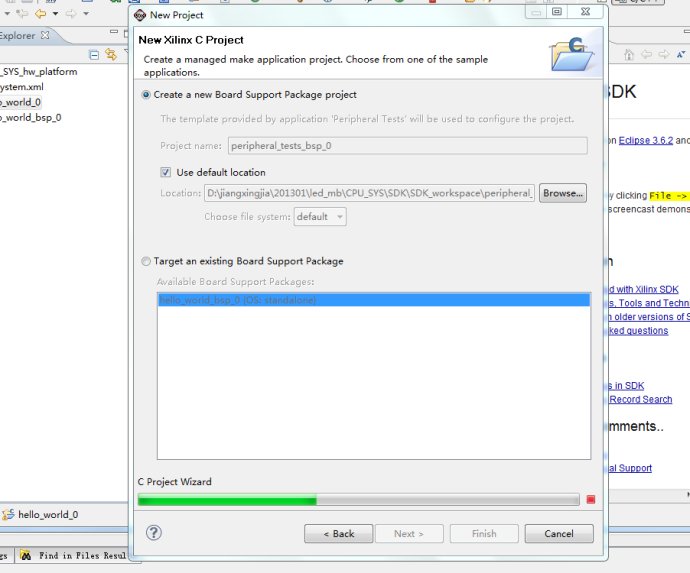 New Project
New Xilinx C Project
Create a managed make application project. Choose from one of the sample
applications.
Create a new Board Support Package project
The template provided by application 'Peripheral Tests' will be used to configure the project.
Project name: peripheral_tests_bsp_0
Use default location
Location: D:\jiangxingjia\201301\led_mb\CPU_SYS\SDK\SDK_workspace\peripheral_ Browse...
Choose file system: default
Target an existing Board Support Package
Available Board Support Packages:
hello_world_bsp_0 (OS: standalone)
C Project Wizard
< Back Next > Finish Cancel
Explorer
_SYS_hw_platform
ystem.xml
o_world_0
o_world_bsp_0
hello_world_0
gs Find in Files Resul
SDK
on Eclipse 3.6.2 and
y clicking File ->
screencast demons
n
d with Xilinx SDK
s, Tools and Techn
n older versions of S
ked questions
s in SDK
Record Search
mments..
al Support